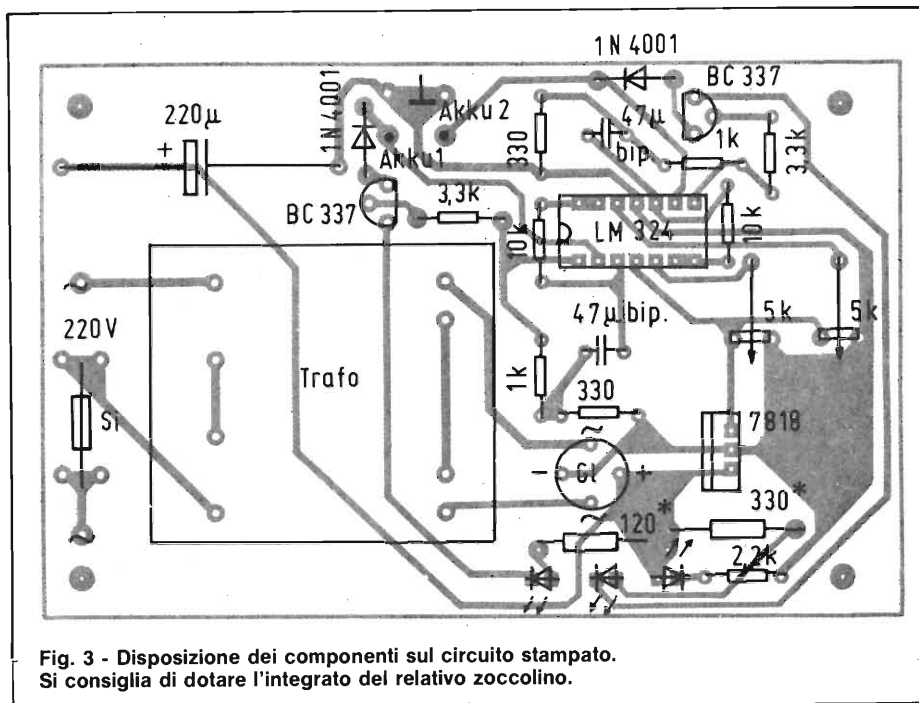 1N 4001
BC 337
220µ
+
1N 4001
Akku 2
Akku 1
330
47µ
bip.
1k
3,3k
BC 337
3,3k
10k
LM 324
10k
~
220V
47µ bip.
5k
5k
Trafo
Si
1k
330
7818
~
-
Gl
+
~
120
*
330
*
2,2k
~
Fig. 3 - Disposizione dei componenti sul circuito stampato.
Si consiglia di dotare l'integrato del relativo zoccolino.